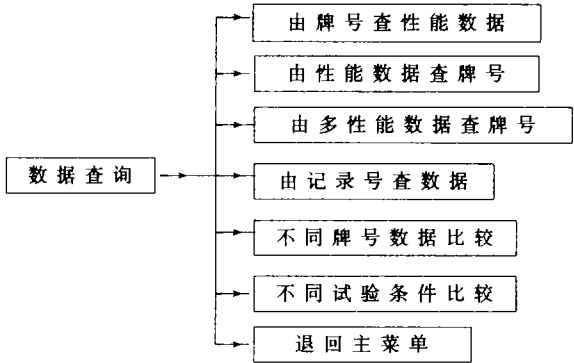 由牌号查性能数据
由性能数据查牌号
由多性能数据查牌号
数据查询
由记录号查数据
不同牌号数据比较
不同试验条件比较
退回主菜单